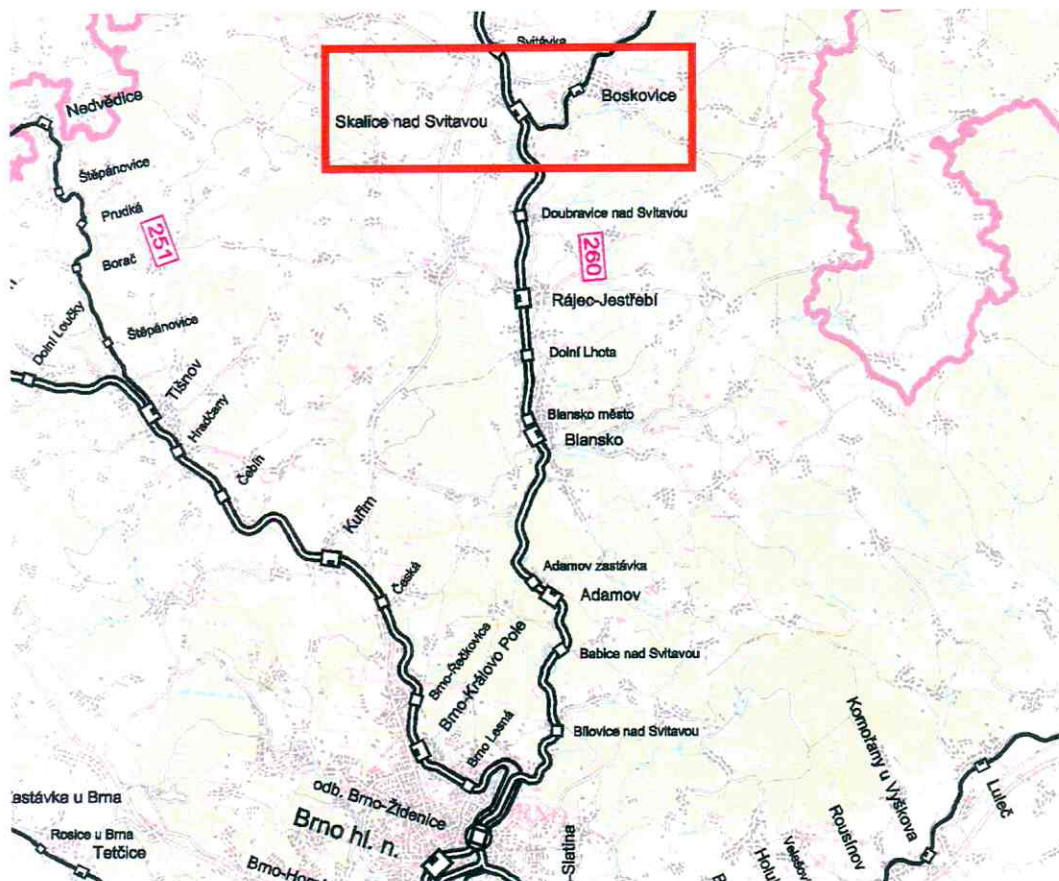 Svitávka
Nedvědice
Boskovice
Skalice nad Svitavou
Štěpánovice
Prudká
Doubravice nad Svitavou
251
260
Borač
Rájec-Jestřebí
Dolní Loučky
Štěpánovice
Dolní Lhota
Tišnov
Hradčany
Blansko město
Blansko
Čebín
Kuřim
Česká
Adamov zastávka
Adamov
Brno-Řečkovice
Brno-Královo Pole
Babice nad Svitavou
Brno Lesná
Bílovice nad Svitavou
Komořany u Vyškova
Luleč
odb. Brno-Židenice
Brno hl. n.
astávka u Brna
Rosice u Brna
Tetčice
Rousínov
Slatina